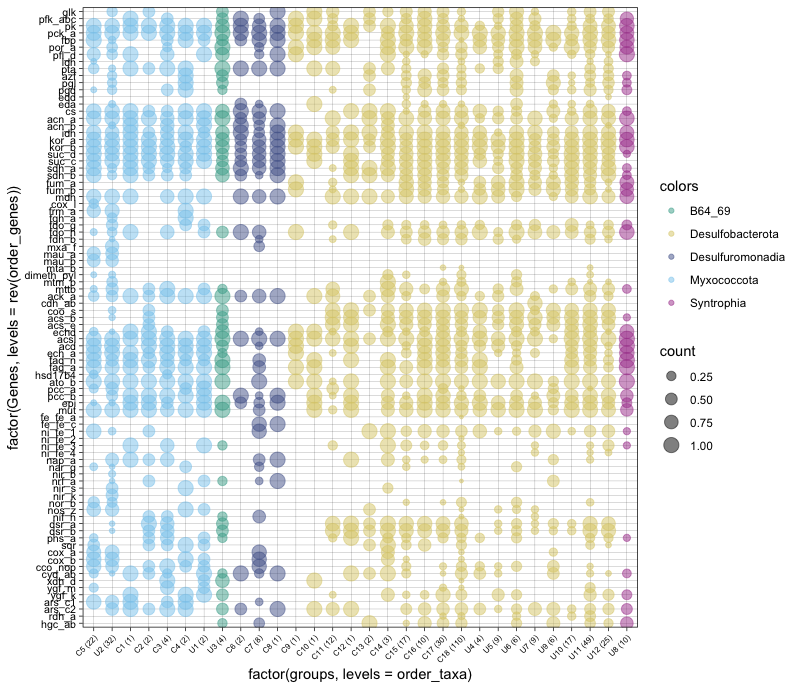 glk
pfk_abc
pk
pck_a
fbp
por_a
pfl_d
ldh
pta
pgi
pgd
edd
eda
cs
acn_a
acn_b
idh
kor_a
kor_b
suc_d
suc_c
sdh_a
sdh_b
fum_a
fum_b
mdh
cox_l
frm_a
fgh_a
fdo_g
fdo_h
fdh_b
mxa_f
mau_a
mau_b
mta_b
dimeth_pyl
mtm_b
mttb
ack_a
cdh_ab
coo_s
acs_b
acs_e
echd
acd
ech_a
fad_n
fad_a
hsd17b4
ato_b
pcc_a
pcc_b
epi
mut
fe_fe_a
fe_fe_c
ni_fe_1
ni_fe_2
ni_fe_3
ni_fe_4
nap_a
nar_g
nir_b
nrf_a
nir_s
nir_k
nor_b
nos_z
nif_h
dsr_a
dsr_b
phs_a
sqr
cox_a
cox_b
cco_nop
cyd_ab
xdh_d
ygf_m
ygf_k
ars_c1
ars_c2
rdh_a
hgc_ab
factor(Genes, levels = rev(order_genes))
C5 (22)
U2 (32)
C1 (1)
C2 (2)
C3 (4)
C4 (2)
U1 (2)
U3 (4)
C6 (2)
C7 (8)
C8 (1)
C9 (1)
C10 (1)
C11 (12)
C12 (1)
C13 (2)
C14 (3)
C15 (17)
C16 (10)
C17 (30)
C18 (110)
U4 (4)
U5 (9)
U6 (6)
U7 (9)
U9 (6)
U10 (17)
U11 (49)
U12 (25)
U8 (10)
factor(groups, levels = order_taxa)
colors
B64_69
Desulfobacterota
Desulfuromonadia
Myxococcota
Syntrophia
count
0.25
0.50
0.75
1.00